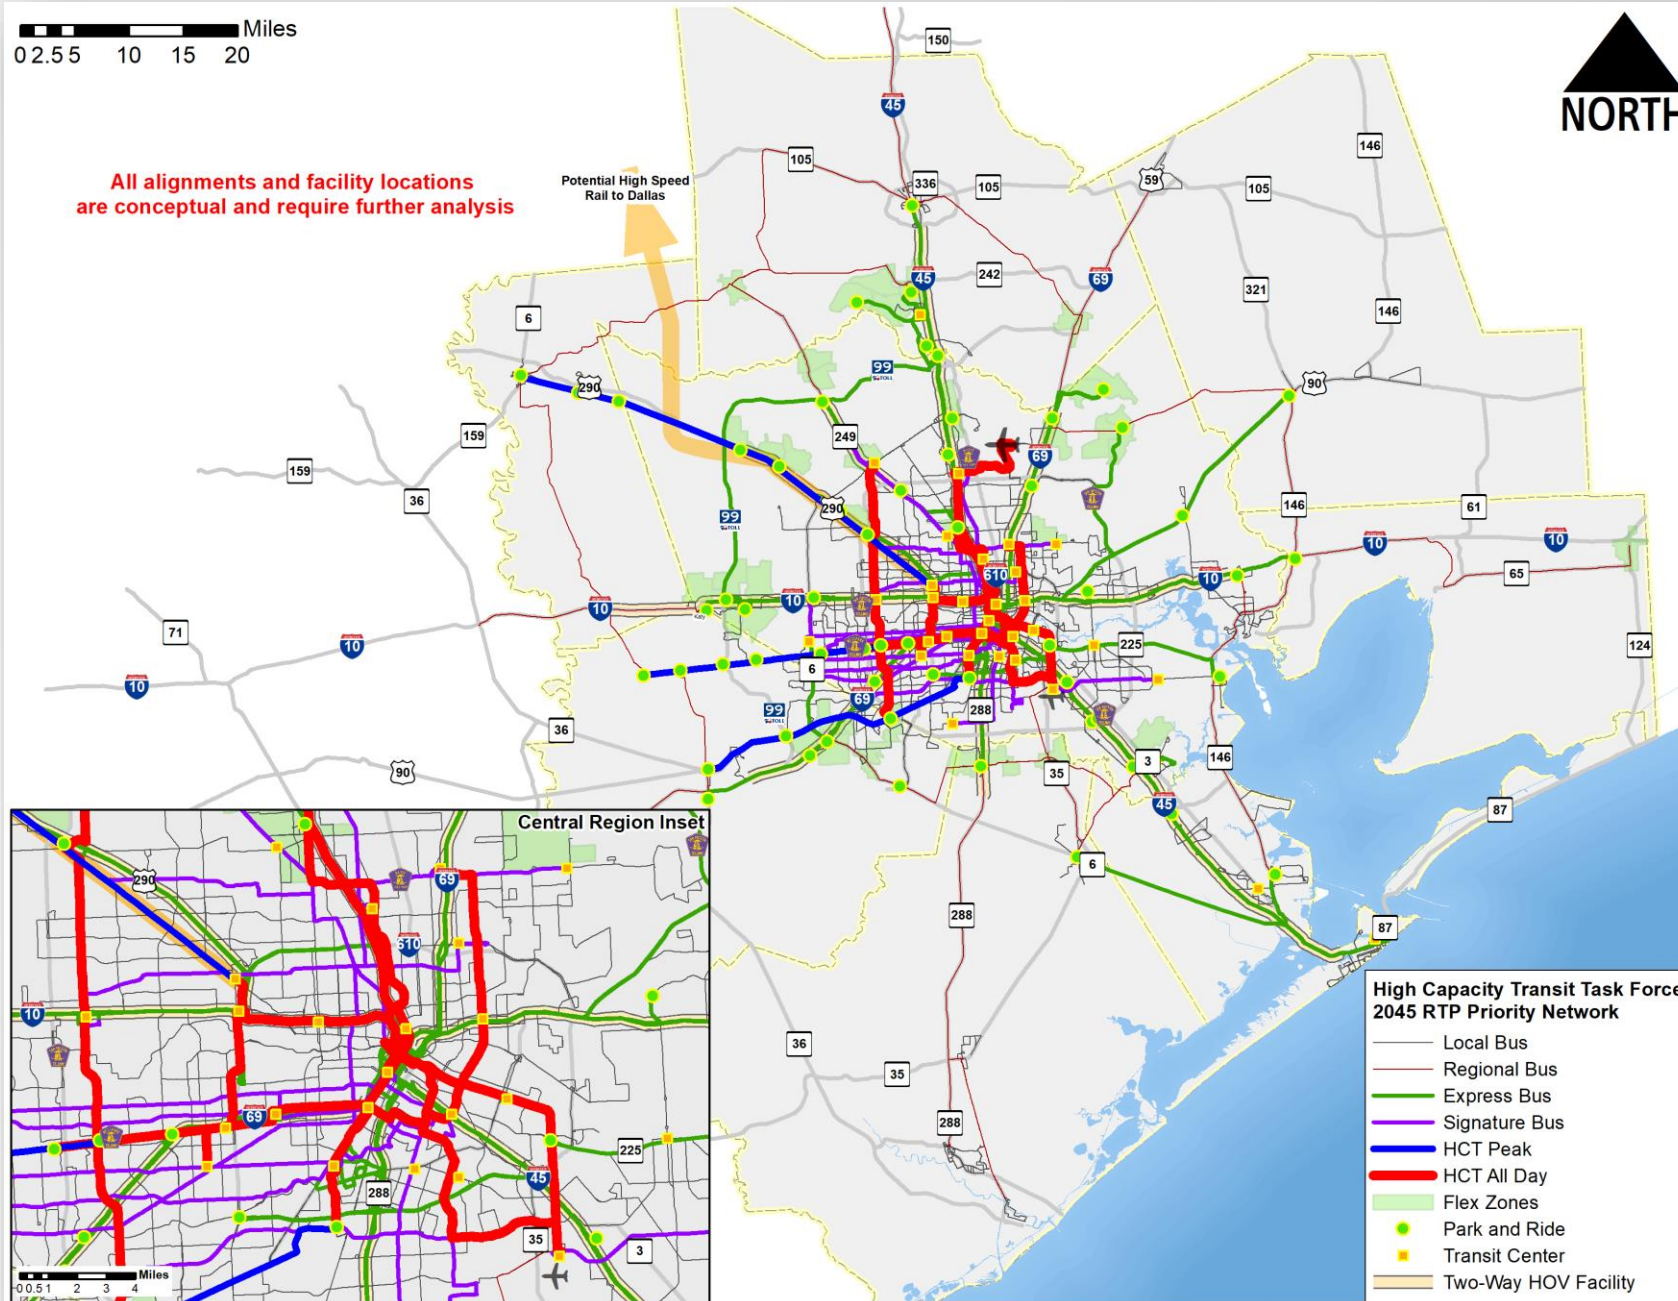 Miles
0 2.5 5 10 15 20
NORTH
All alignments and facility locations
are conceptual and require further analysis
Potential High Speed
Rail to Dallas
150
45
146
105
336
105
59
105
45
242
69
321
146
6
99
TOLL
290
90
159
249
159
36
69
290
146
61
99
TOLL
10
10
610
10
65
10
10
71
10
225
124
6
10
69
99
TOLL
288
36
90
35
3
146
45
87
6
288
87
36
35
288
Central Region Inset
290
69
610
10
69
225
45
288
35
3
Miles
0 0.5 1 2 3 4
High Capacity Transit Task Force
2045 RTP Priority Network
Local Bus
Regional Bus
Express Bus
Signature Bus
HCT Peak
HCT All Day
Flex Zones
Park and Ride
Transit Center
Two-Way HOV Facility